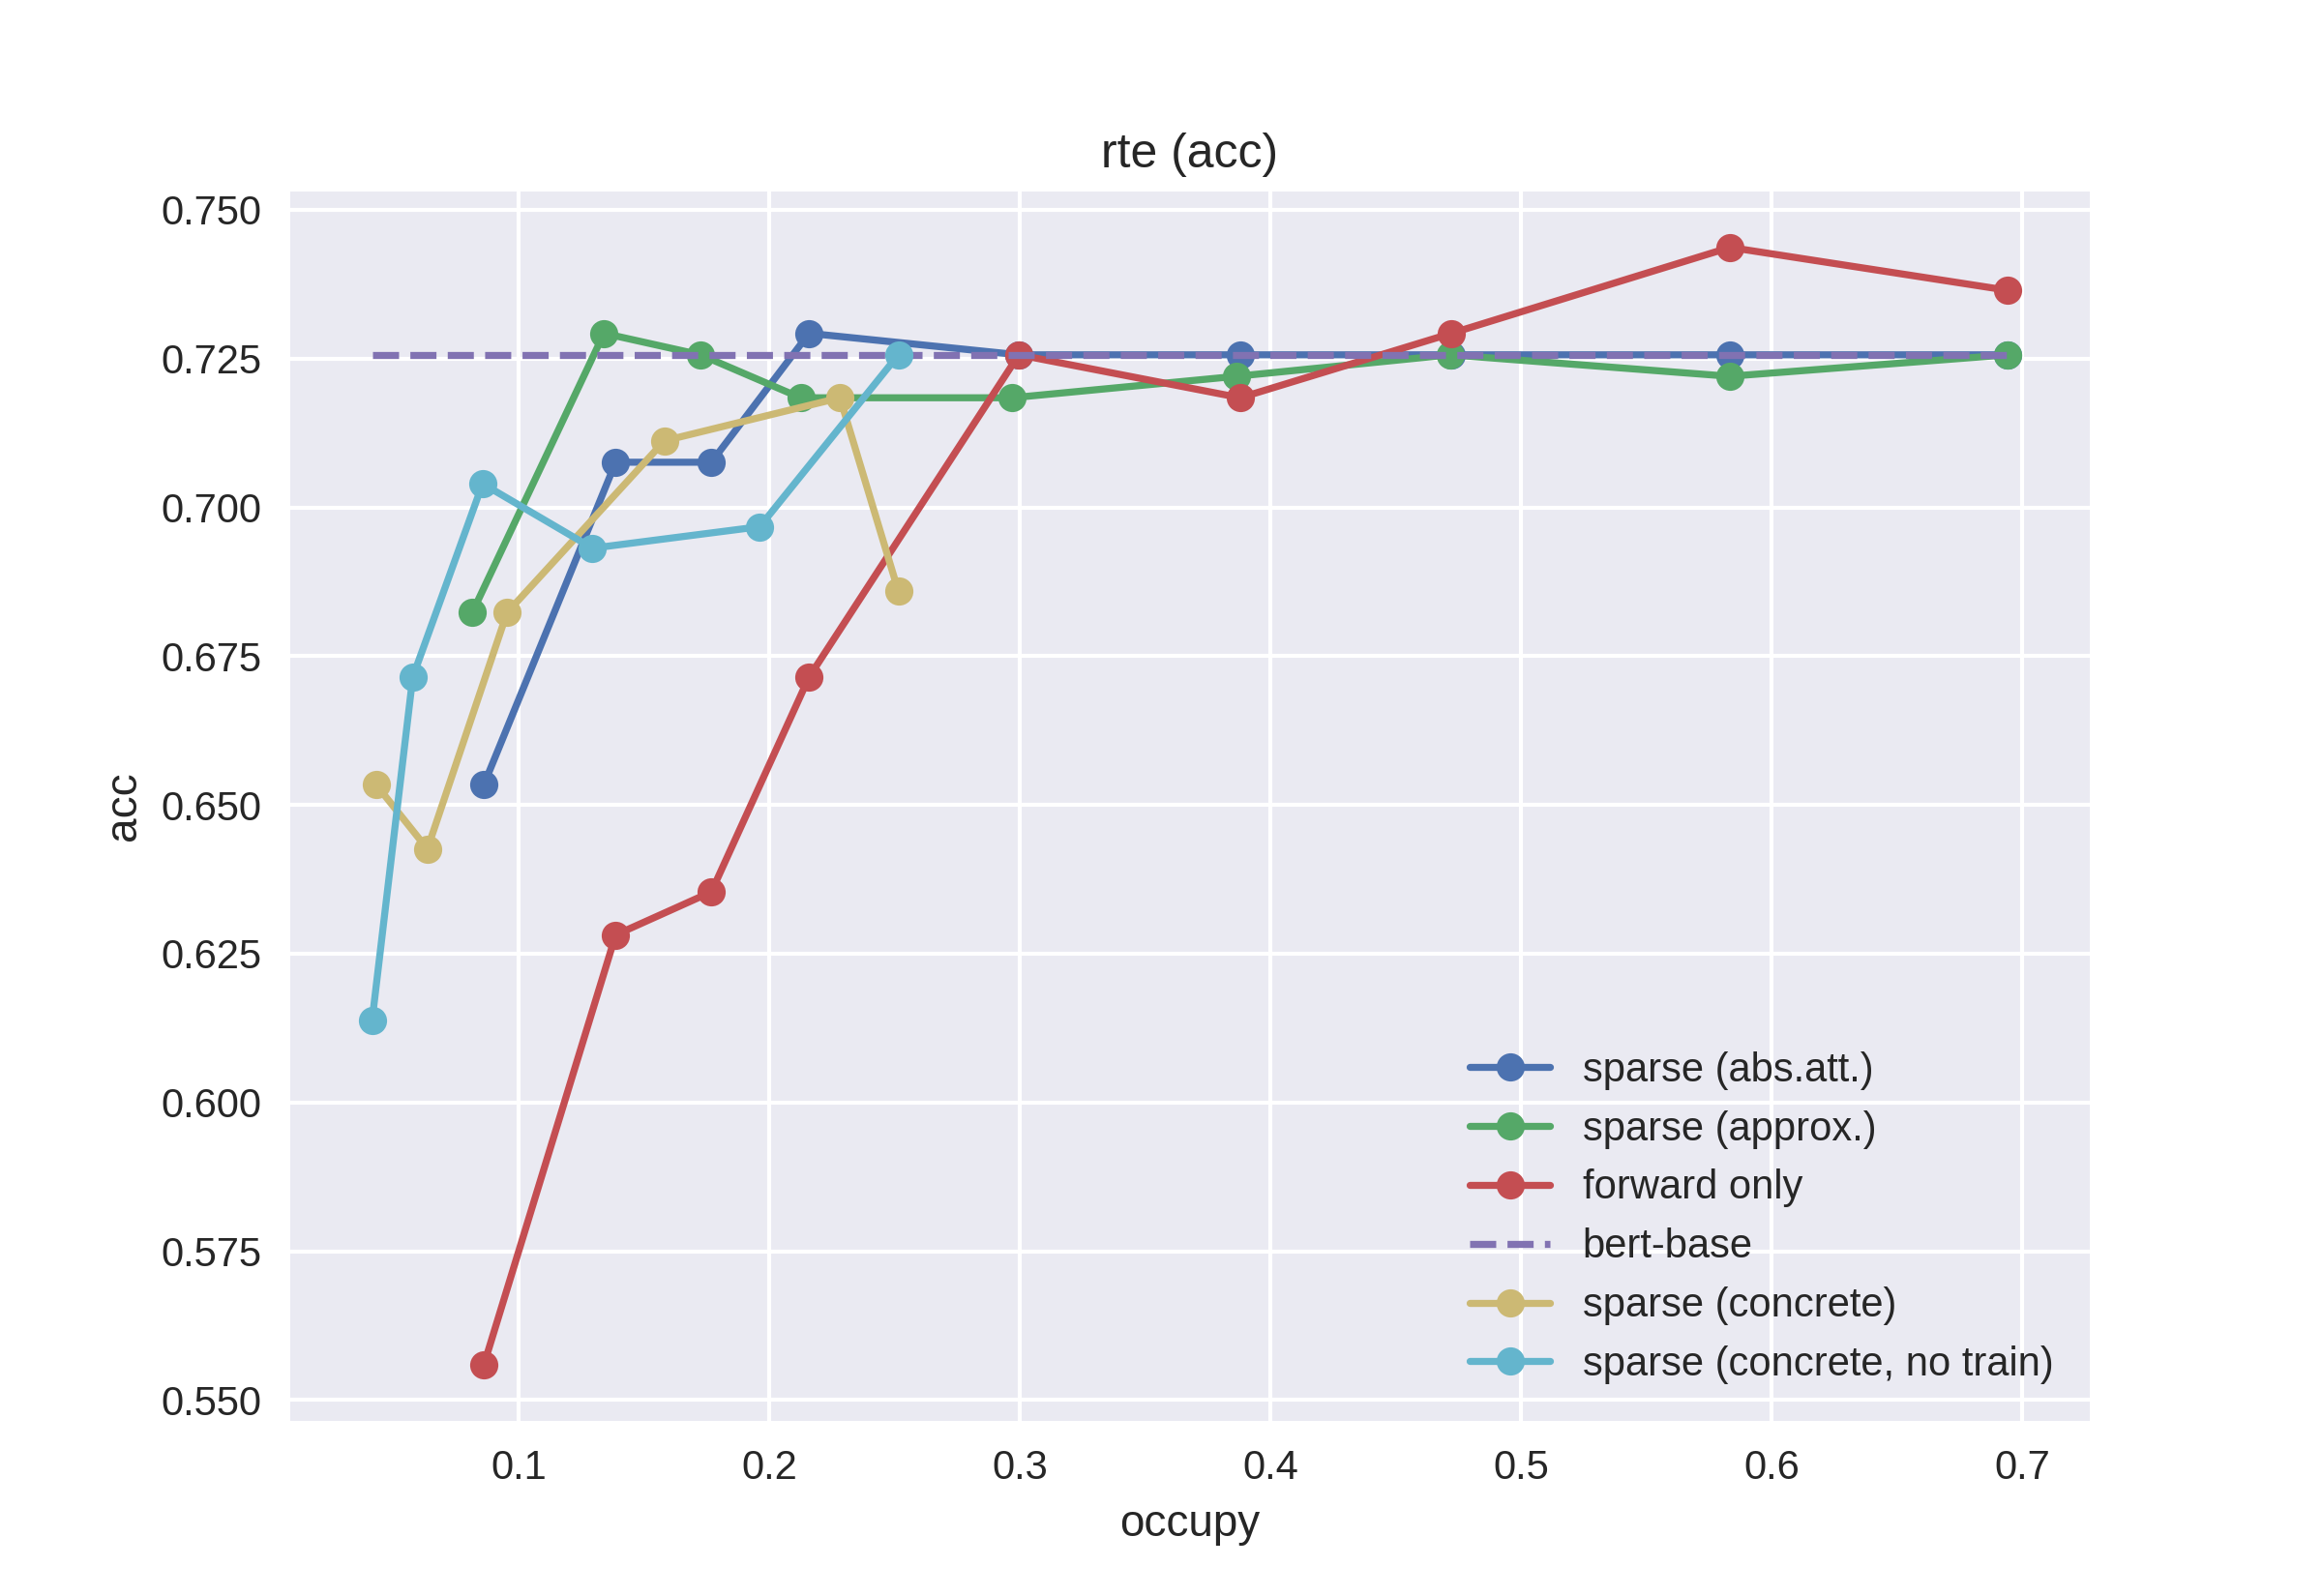 rte (acc)
0.750
0.725
0.700
0.675
0.650
0.625
0.600
0.575
0.550
acc
0.1 0.2 0.3 0.4 0.5 0.6 0.7
occupy
sparse (abs.att.)
sparse (approx.)
forward only
bert-base
sparse (concrete)
sparse (concrete, no train)